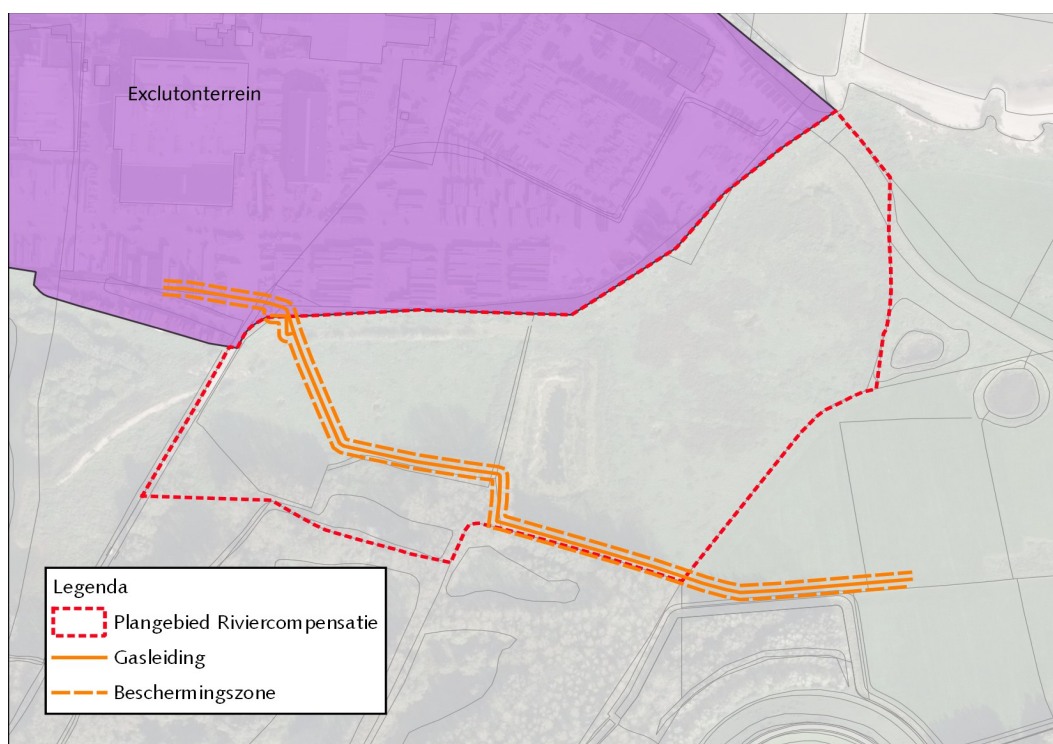 Exclutonterrein
Legenda
Plangebied Riviercompensatie
Gasleiding
Beschermingszone